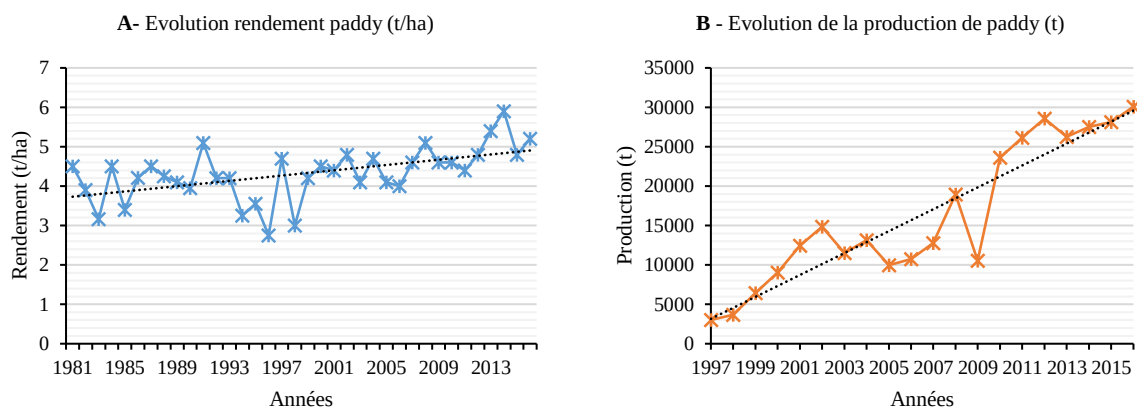 A- Evolution rendement paddy (t/ha)
7
6
5
4
3
2
1
0
Rendement (t/ha)
1981 1985 1989 1993 1997 2001 2005 2009 2013
Années
B - Evolution de la production de paddy (t)
35000
30000
25000
20000
15000
10000
5000
0
Production (t)
1997 1999 2001 2003 2005 2007 2009 2011 2013 2015
Années